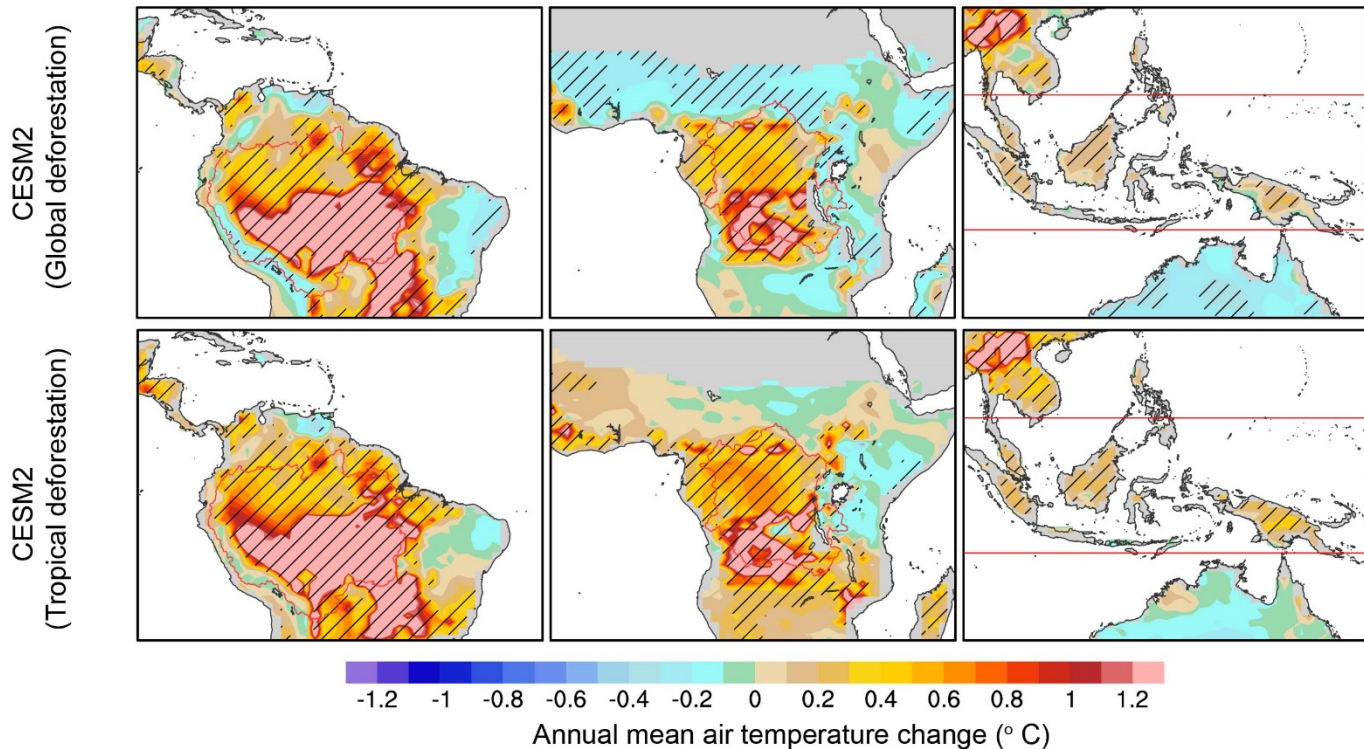 CESM2
(Global deforestation)
CESM2
(Tropical deforestation)
-1.2 -1 -0.8 -0.6 -0.4 -0.2 0 0.2 0.4 0.6 0.8 1 1.2
Annual mean air temperature change (° C)